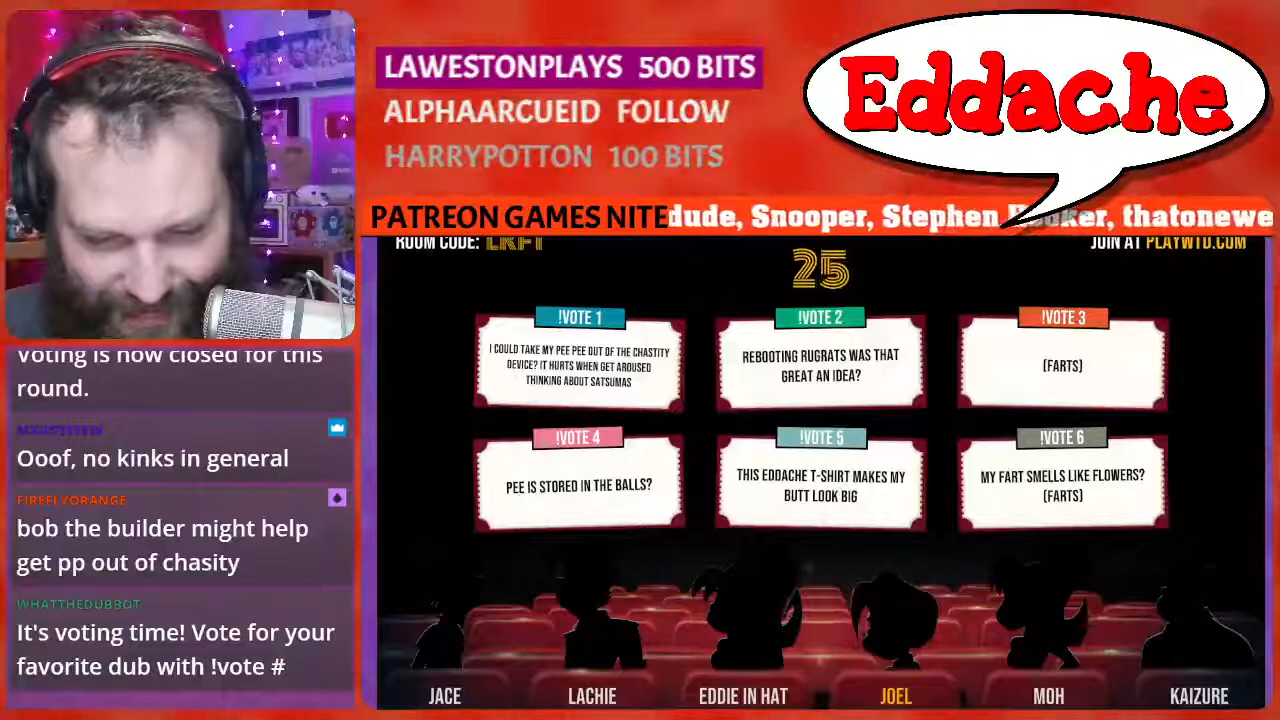 LAWESTONPLAYS 500 BITS
ALPHAARCUEID FOLLOW
HARRYPOTTON 100 BITS
Eddache
PATREON GAMES NITE
dude, Snooper, Stephen
thatonewe
ROOM CODE: LKFT
JOIN AT PLAYWTD.COM
25
!VOTE 1
I COULD TAKE MY PEE PEE OUT OF THE CHASTITY
DEVICE? IT HURTS WHEN GET AROUSED
THINKING ABOUT SATSUMAS
!VOTE 2
REBOOTING RUGRATS WAS THAT
GREAT AN IDEA?
!VOTE 3
(FARTS)
!VOTE 4
PEE IS STORED IN THE BALLS?
!VOTE 5
THIS EDDACHE T-SHIRT MAKES MY
BUTT LOOK BIG
!VOTE 6
MY FART SMELLS LIKE FLOWERS?
(FARTS)
JACE
LACHIE
EDDIE IN HAT
JOEL
MOH
KAIZURE
Voting is now closed for this
round.
Ooof, no kinks in general
FIREFLYORANGE
bob the builder might help
get pp out of chasity
WHATTHEDUBBOT
It's voting time! Vote for your
favorite dub with !vote #